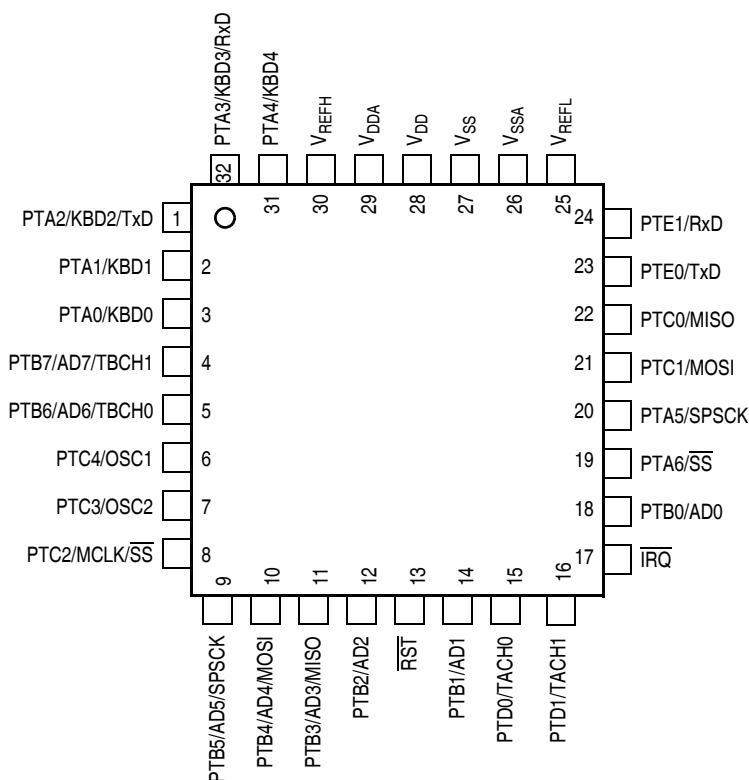 PTA3/KBD3/RxD
PTA4/KBD4
VREFH
VDDA
VDD
VSS
VSSA
VREFL
32
31
30
29
28
27
26
25
PTA2/KBD2/TxD 1
PTA1/KBD1 2
PTA0/KBD0 3
PTB7/AD7/TBCH1 4
PTB6/AD6/TBCH0 5
PTC4/OSC1 6
PTC3/OSC2 7
PTC2/MCLK/S̅S̅ 8
24 PTE1/RxD
23 PTE0/TxD
22 PTC0/MISO
21 PTC1/MOSI
20 PTA5/SPSCK
19 PTA6/S̅S̅
18 PTB0/AD0
17 I̅R̅Q̅
9
10
11
12
13
14
15
16
PTB5/AD5/SPSCK
PTB4/AD4/MOSI
PTB3/AD3/MISO
PTB2/AD2
R̅S̅T̅
PTB1/AD1
PTD0/TACH0
PTD1/TACH1